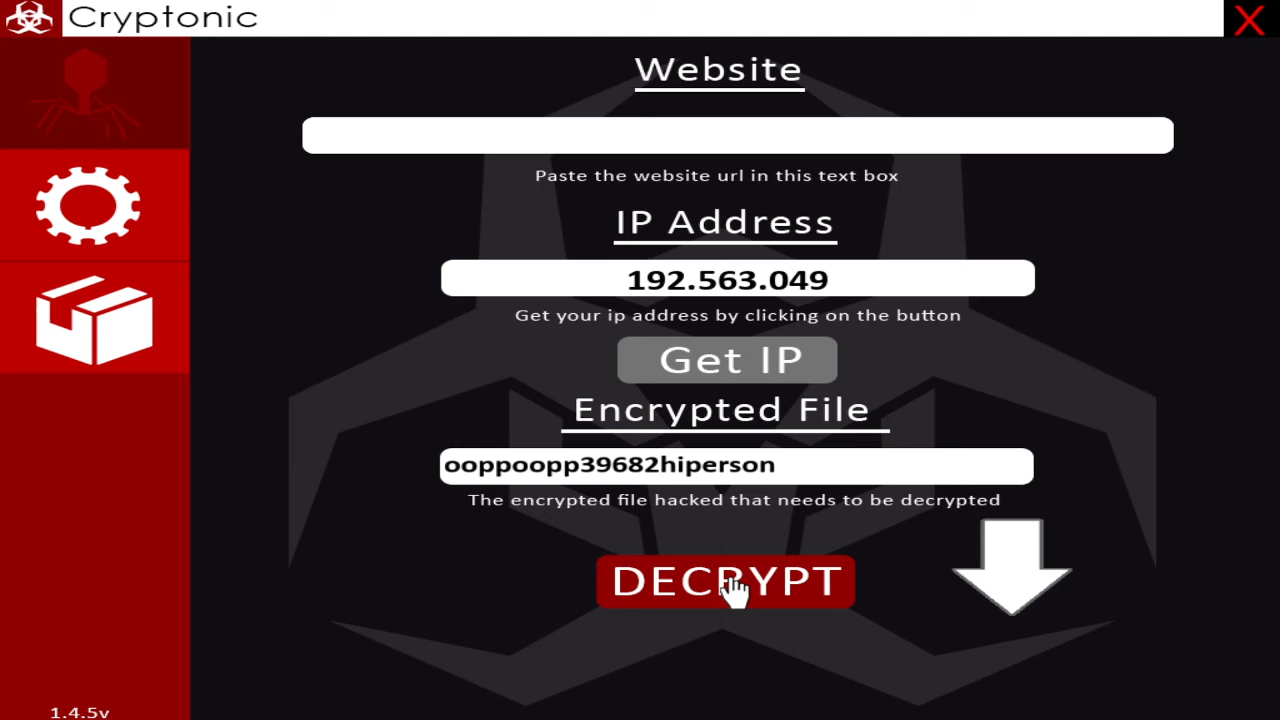 Cryptonic
X
Website
Paste the website url in this text box
IP Address
192.563.049
Get your ip address by clicking on the button
Get IP
Encrypted File
ooppoopp39682hiperson
The encrypted file hacked that needs to be decrypted
DECRYPT
1.4.5v